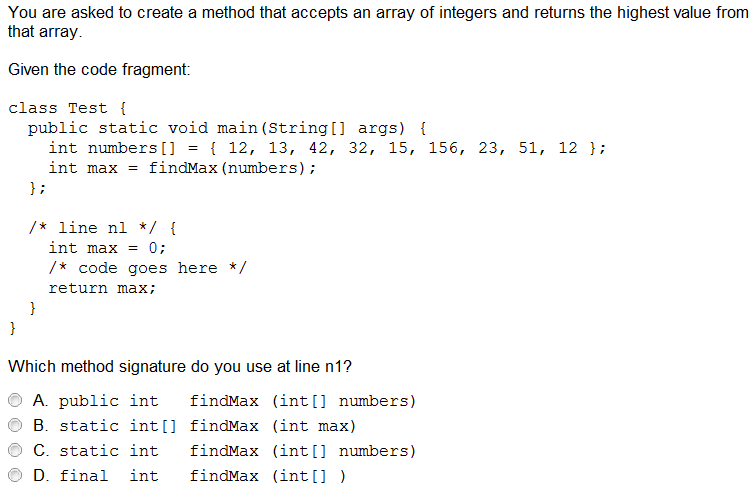 You are asked to create a method that accepts an array of integers and returns the highest value from
that array.
Given the code fragment:
class Test {
public static void main(String[] args) {
int numbers[] = { 12, 13, 42, 32, 15, 156, 23, 51, 12 };
int max = findMax(numbers);
};
/* line n1 */ {
int max = 0;
/* code goes here */
return max;
}
}
Which method signature do you use at line n1?
A. public int findMax (int[] numbers)
B. static int[] findMax (int max)
C. static int findMax (int[] numbers)
D. final int findMax (int[] )